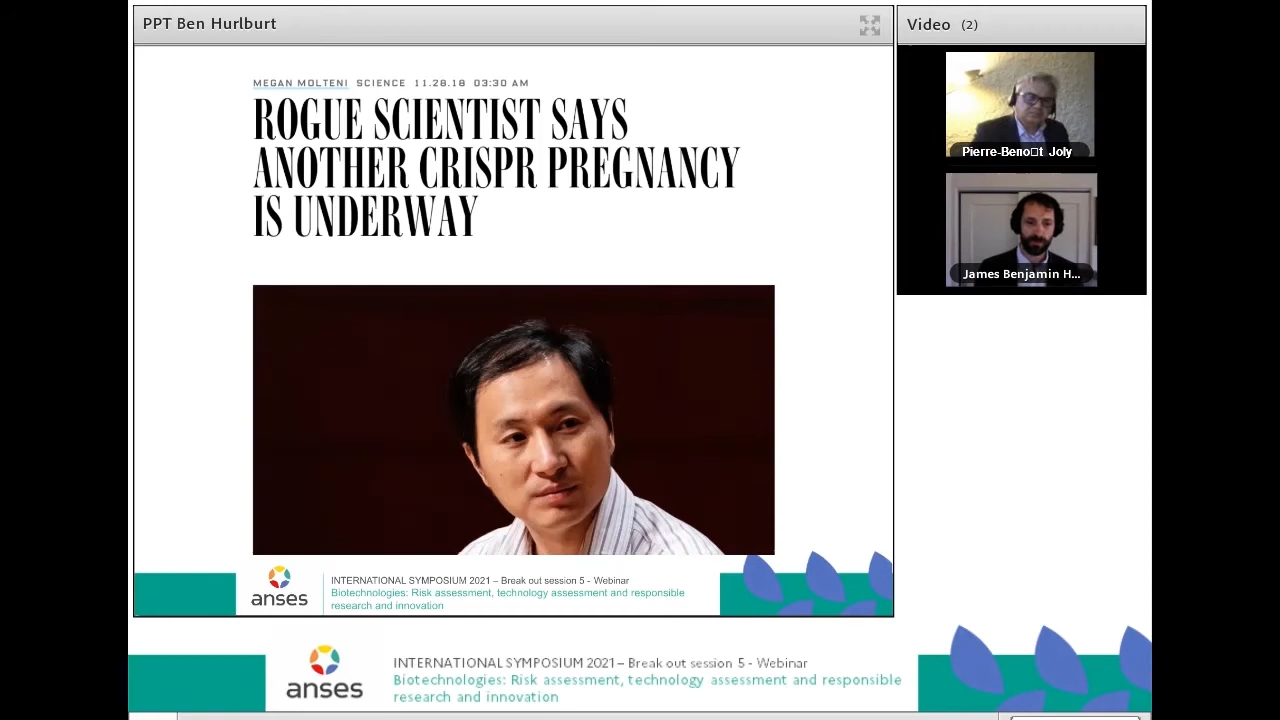 PPT Ben Hurlburt
Video (2)
MEGAN MOLTENI SCIENCE 11.28.18 03:30 AM
ROGUE SCIENTIST SAYS
ANOTHER CRISPR PREGNANCY
IS UNDERWAY
Pierre-Beno□t Joly
James Benjamin H...
anses
INTERNATIONAL SYMPOSIUM 2021 – Break out session 5 - Webinar
Biotechnologies: Risk assessment, technology assessment and responsible
research and innovation
anses
INTERNATIONAL SYMPOSIUM 2021 – Break out session 5 - Webinar
Biotechnologies: Risk assessment, technology assessment and responsible
research and innovation